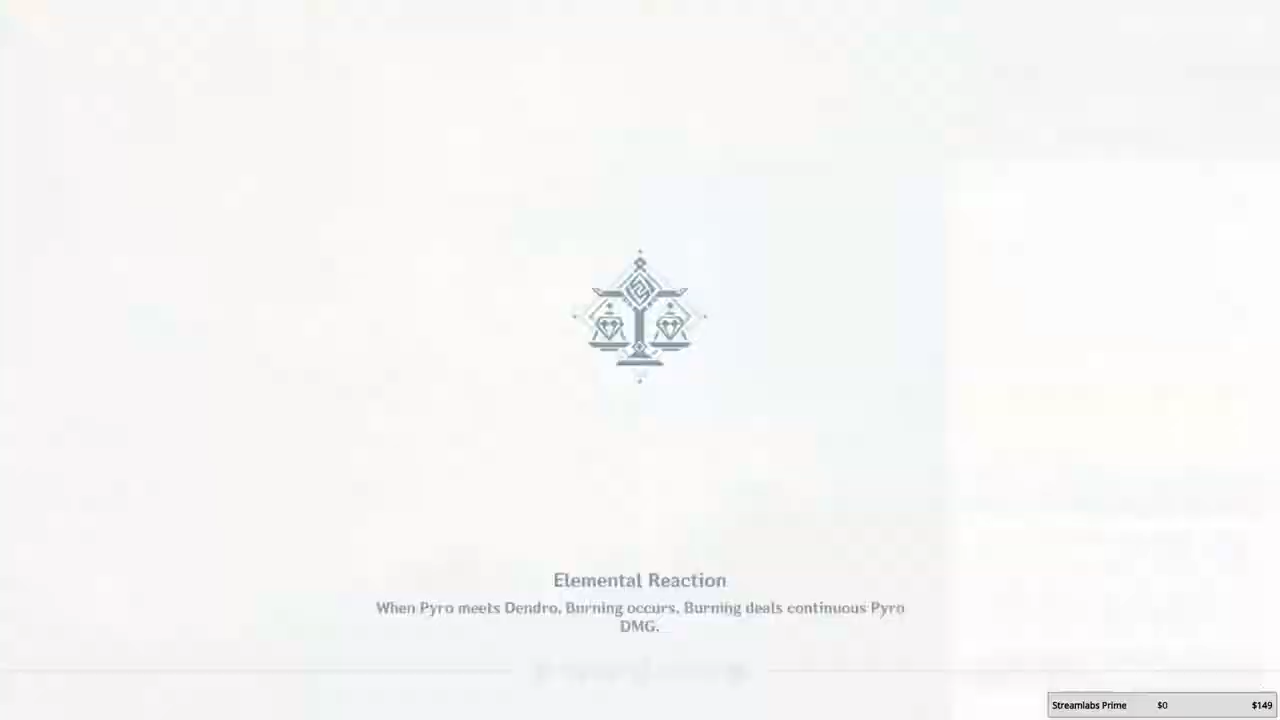 Elemental Reaction
When Pyro meets Dendro, Burning occurs. Burning deals continuous Pyro
DMG.
Streamlabs Prime $0 $149